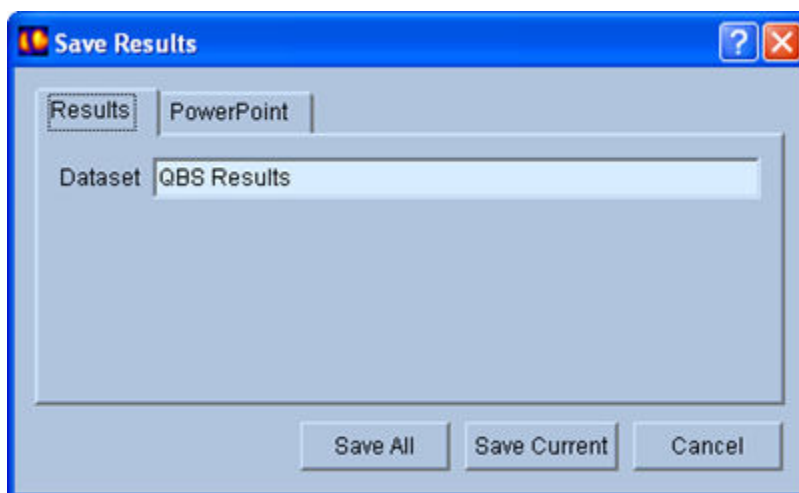 Save Results
Results PowerPoint
Dataset QBS Results
Save All Save Current Cancel